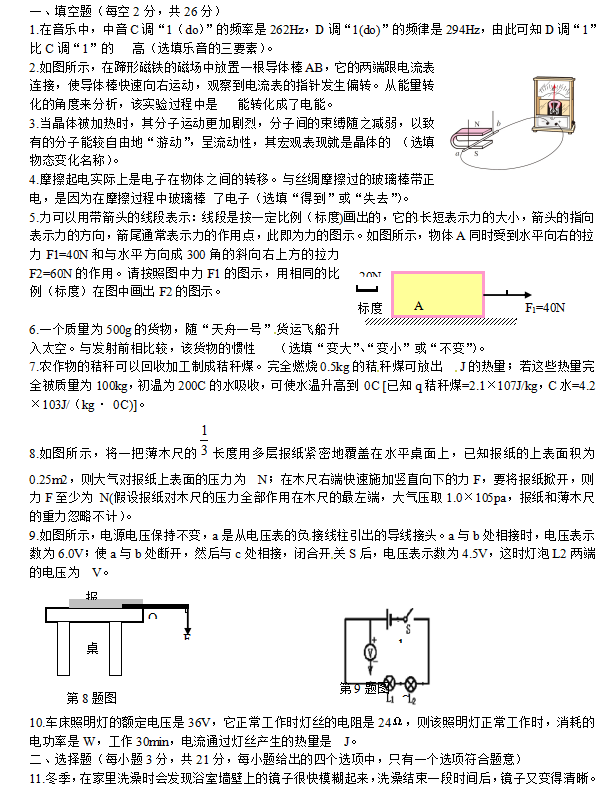 一、填空题（每空 2 分，共 26 分）
1.在音乐中，中音 C 调“1（do）”的频率是 262Hz，D 调“1(do)”的频律是 294Hz，由此可知 D 调“1”
比 C 调“1”的 高（选填乐音的三要素）。
2.如图所示，在蹄形磁铁的磁场中放置一根导体棒 AB，它的两端跟电流表
连接，使导体棒快速向右运动，观察到电流表的指针发生偏转。从能量转
化的角度来分析，该实验过程中是 能转化成了电能。
N
b
a
S
3.当晶体被加热时，其分子运动更加剧烈，分子间的束缚随之减弱，以致
有的分子能较自由地“游动”，呈流动性，其宏观表现就是晶体的 （选填
物态变化名称）。
4.摩擦起电实际上是电子在物体之间的转移。与丝绸摩擦过的玻璃棒带正
电，是因为在摩擦过程中玻璃棒 了电子（选填“得到”或“失去”）。
5.力可以用带箭头的线段表示：线段是按一定比例（标度)画出的，它的长短表示力的大小，箭头的指向
表示力的方向，箭尾通常表示力的作用点，此即为力的图示。如图所示，物体 A 同时受到水平向右的拉
力 F1=40N 和与水平方向成 300 角的斜向右上方的拉力
F2=60N 的作用。请按照图中力 F1 的图示，用相同的比
例（标度）在图中画出 F2 的图示。
20N
标度
A
F₁=40N
6.一个质量为 500g 的货物，随“天舟一号”.货运飞船升
入太空。与发射前相比较，该货物的惯性 （选填“变大”、“变小”或“不变”）。
7.农作物的秸秆可以回收加工制成秸秆煤。完全燃烧 0.5kg 的秸秆煤可放出 . J 的热量；若这些热量完
全被质量为 100kg，初温为 200C 的水吸收，可使水温升高到 0C [已知 q 秸秆煤=2.1×107J/kg，C 水=4.2
×103J/（kg · 0C)]。
8.如图所示，将一把薄木尺的 1/3 长度用多层报纸紧密地覆盖在水平桌面上，已知报纸的上表面积为
0.25m2，则大气对报纸上表面的压力为 N；在木尺右端快速施加竖直向下的力 F，要将报纸掀开，则
力 F 至少为 N(假设报纸对木尺的压力全部作用在木尺的最左端，大气压取 1.0×105pa，报纸和薄木尺
的重力忽略不计）。
9.如图所示，电源电压保持不变，a 是从电压表的负.接线柱引出的导线接头。a 与 b 处相接时，电压表示
数为 6.0V；使 a 与 b 处断开，然后与 c 处相接，闭合开.关 S 后，电压表示数为 4.5V，这时灯泡 L2 两端
的电压为 V。
报
O
F
桌
第 8 题图
S
+
V
L1
L2
第 9 题图
10.车床照明灯的额定电压是 36V，它正常工作时灯丝的电阻是 24Ω，则该照明灯正常工作时，消耗的
电功率是 W，工作 30min，电流通过灯丝产生的热量是 J。
二、选择题（每小题 3 分，共 21 分，每小题给出的四个选项中，只有一个选项符合题意）
11.冬季，在家里洗澡时会发现浴室墙壁上的镜子很快模糊起来，洗澡结束一段时间后，镜子又变得清晰。